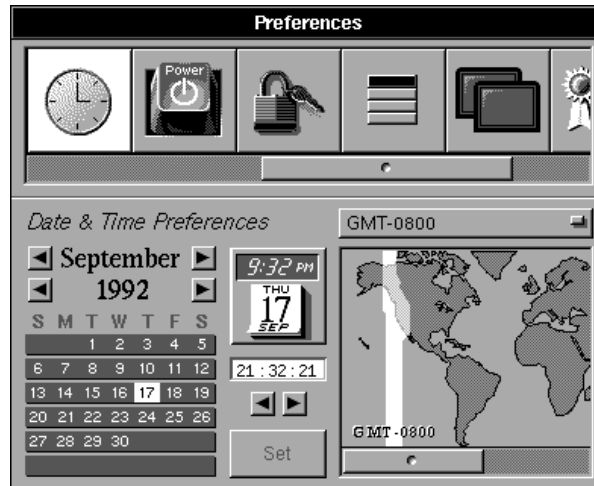 Preferences
Power
Date & Time Preferences
GMT-0800
September
1992
S M T W T F S
1 2 3 4 5
6 7 8 9 10 11 12
13 14 15 16 17 18 19
20 21 22 23 24 25 26
27 28 29 30
9:32 PM
THU
17
SEP
21:32:21
Set
GMT-0800